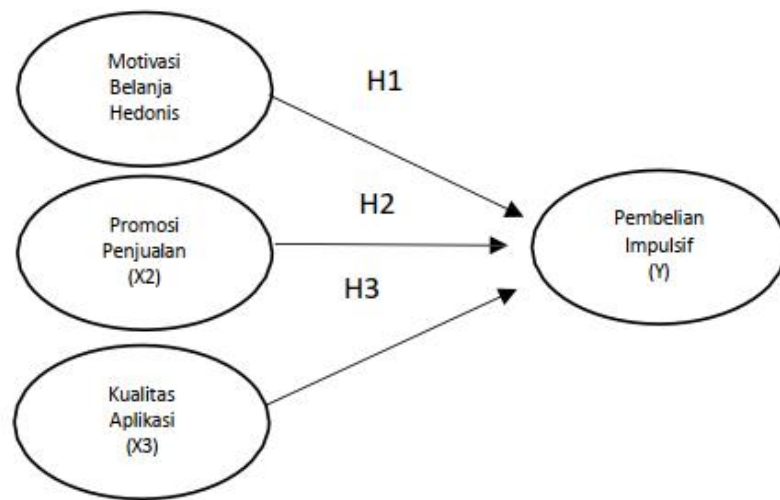 Motivasi
Belanja
Hedonis
H1
Promosi
Penjualan
(X2)
H2
Pembelian
Impulsif
(Y)
H3
Kualitas
Aplikasi
(X3)